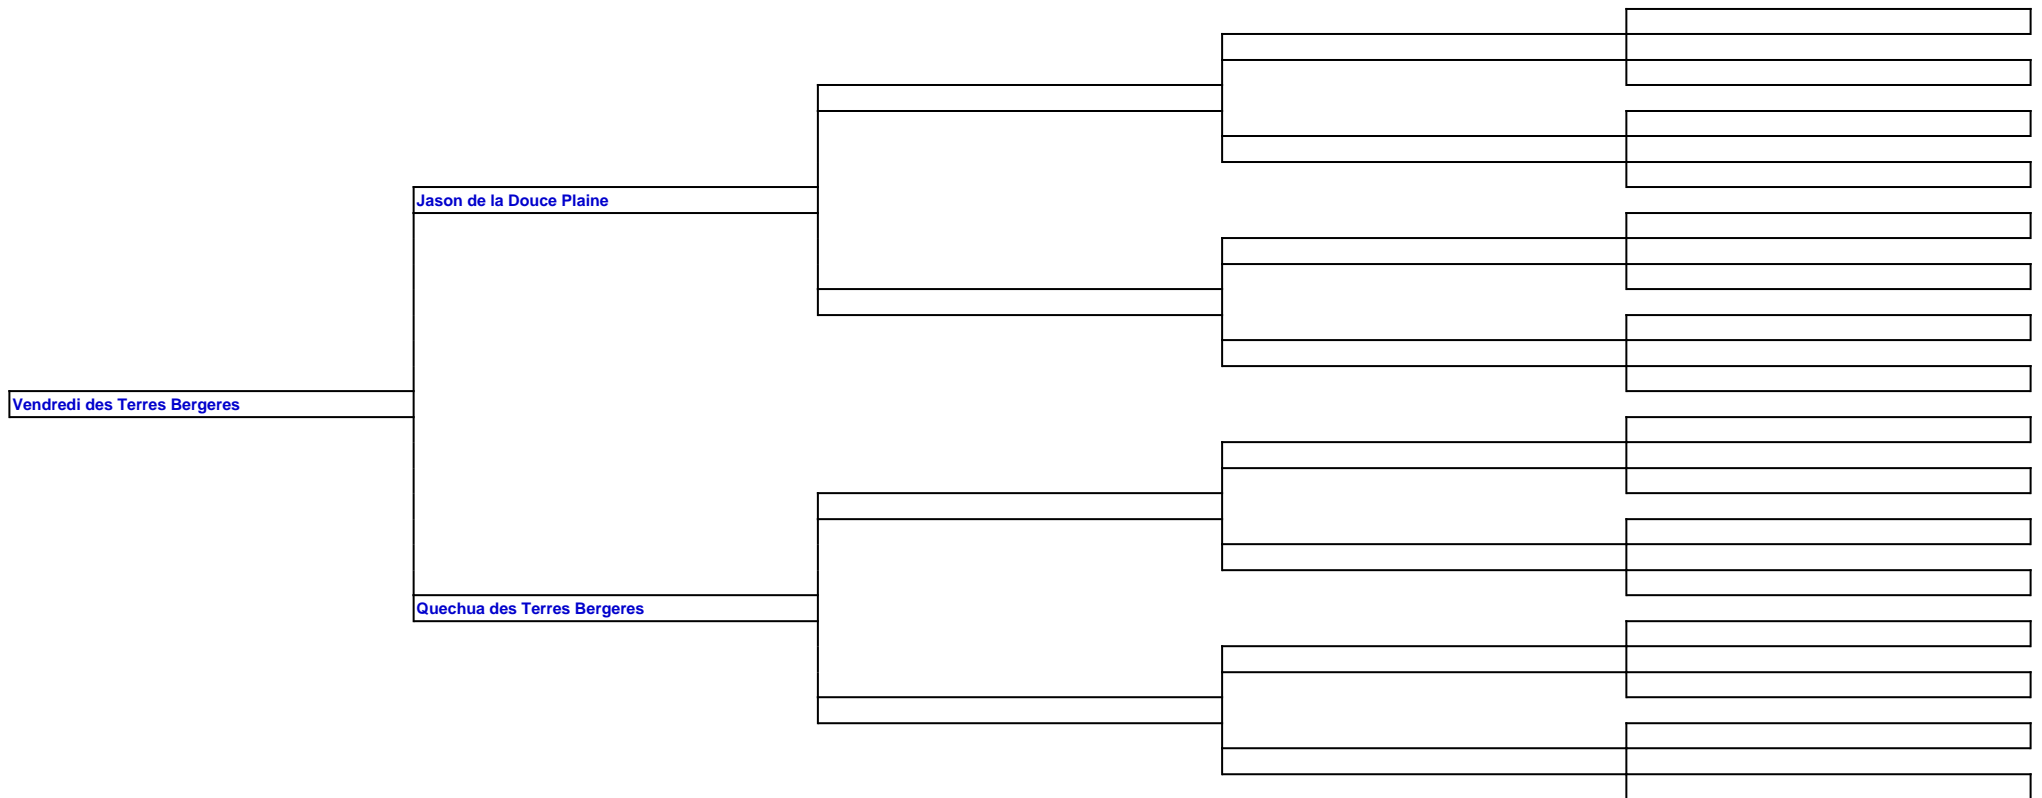 Jason de la Douce Plaine
Vendredi des Terres Bergeres
Quechua des Terres Bergeres